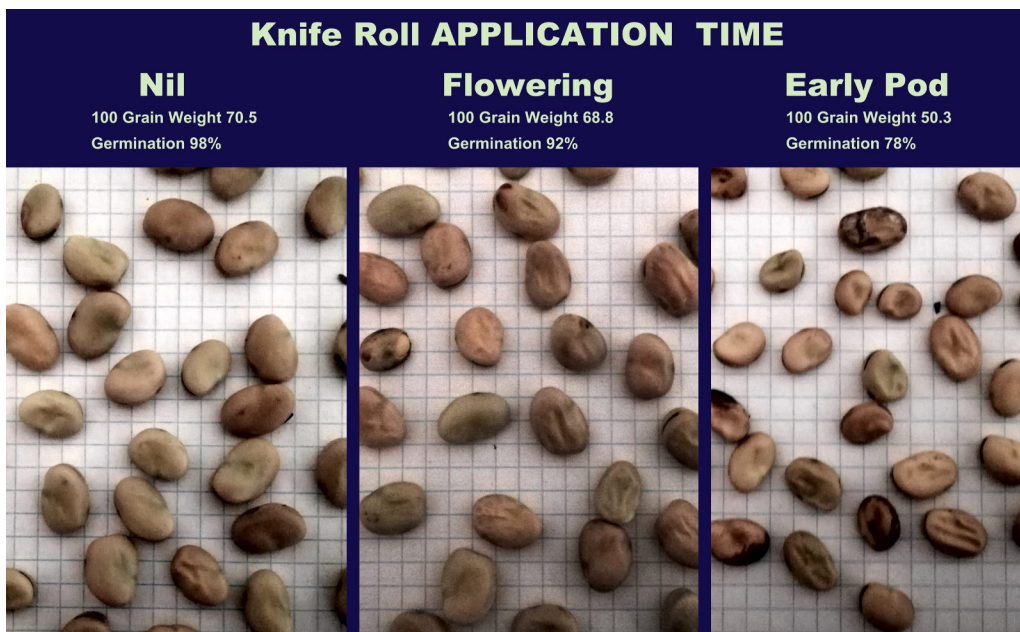 Knife Roll APPLICATION TIME
Nil
100 Grain Weight 70.5
Germination 98%
Flowering
100 Grain Weight 68.8
Germination 92%
Early Pod
100 Grain Weight 50.3
Germination 78%